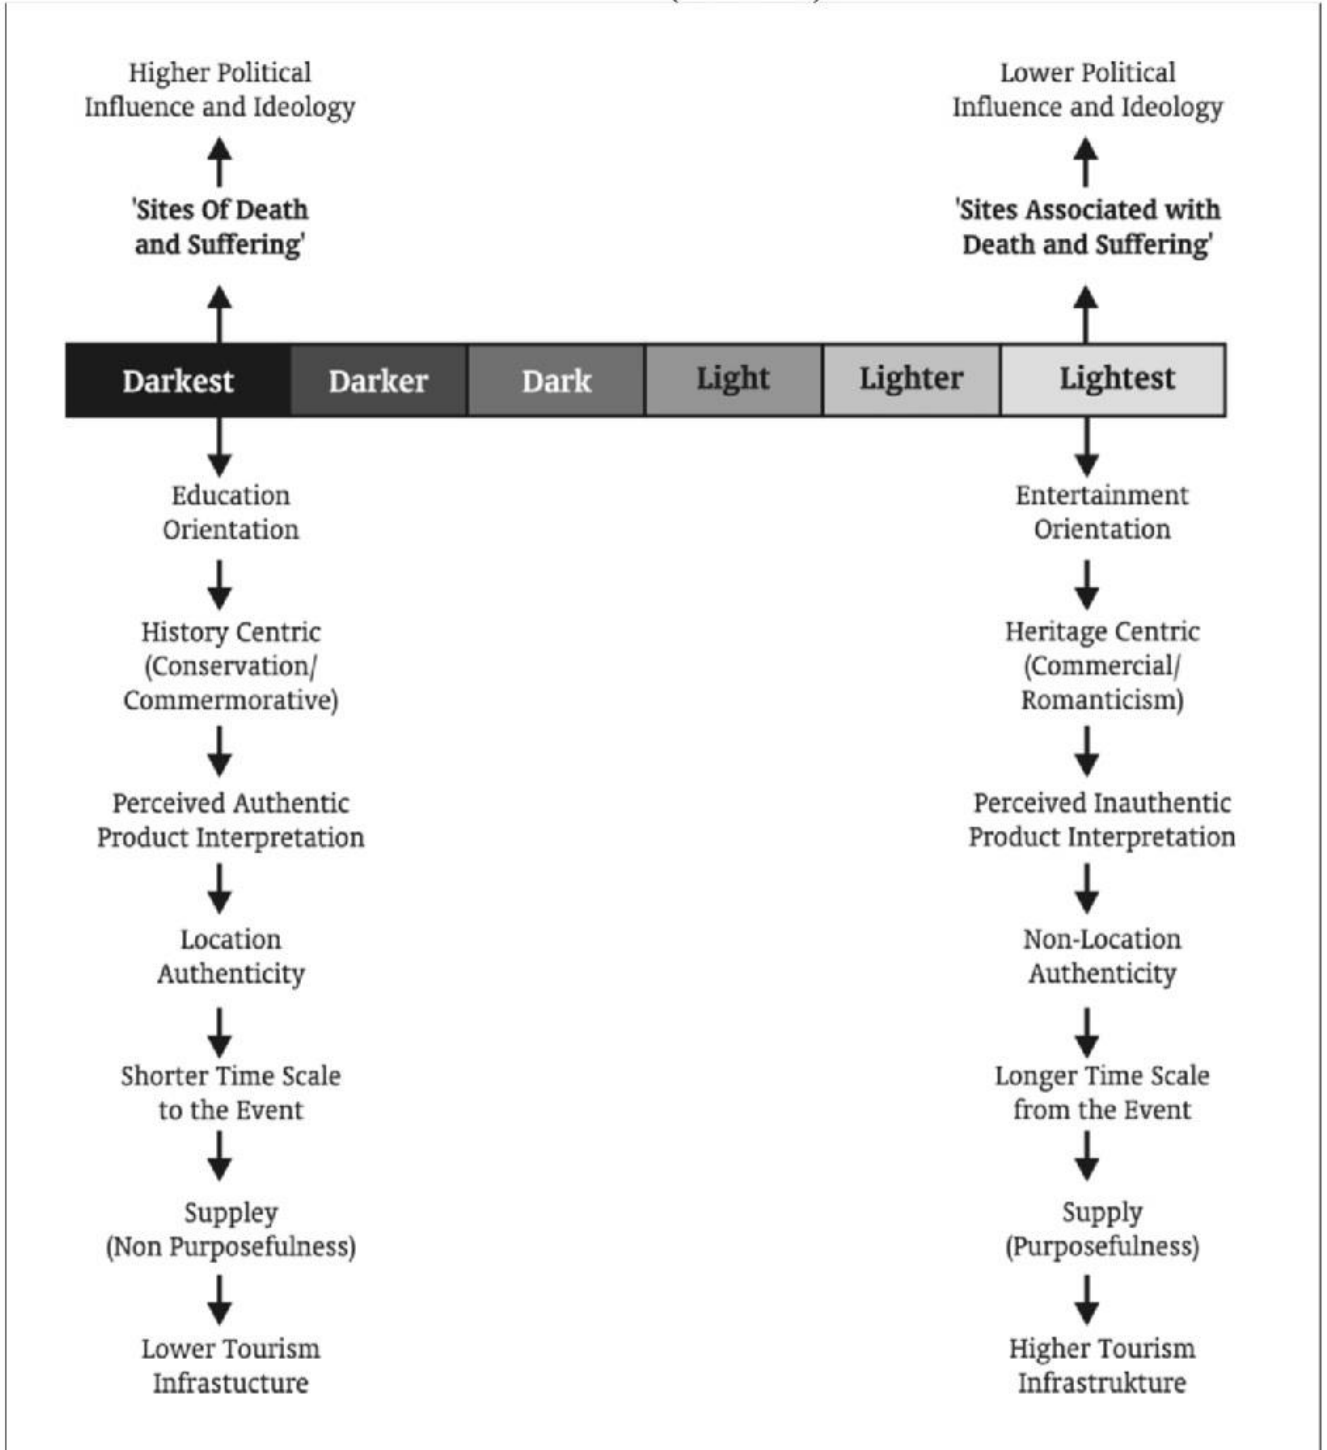 Higher Political
Influence and Ideology
Lower Political
Influence and Ideology
'Sites Of Death
and Suffering'
'Sites Associated with
Death and Suffering'
Darkest
Darker
Dark
Light
Lighter
Lightest
Education
Orientation
History Centric
(Conservation/
Commermorative)
Perceived Authentic
Product Interpretation
Location
Authenticity
Shorter Time Scale
to the Event
Suppley
(Non Purposefulness)
Lower Tourism
Infrastucture
Entertainment
Orientation
Heritage Centric
(Commercial/
Romanticism)
Perceived Inauthentic
Product Interpretation
Non-Location
Authenticity
Longer Time Scale
from the Event
Supply
(Purposefulness)
Higher Tourism
Infrastrukture